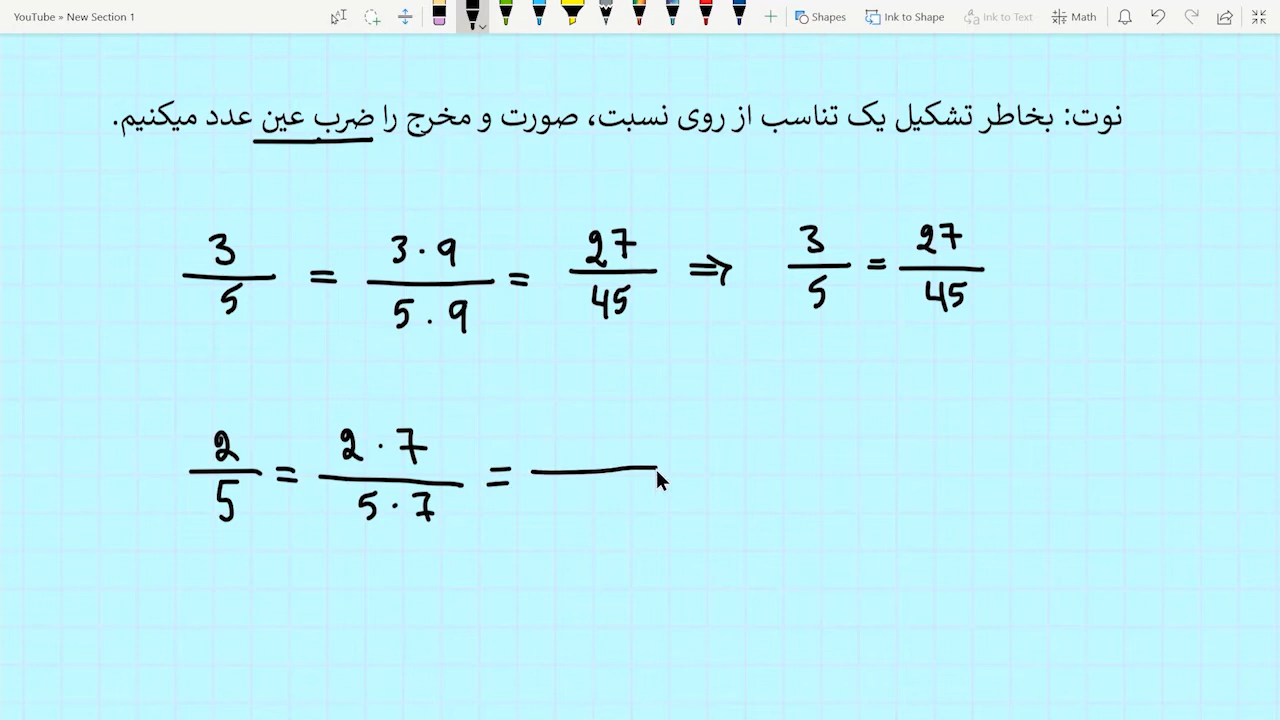 YouTube » New Section 1
Shapes Ink to Shape Ink to Text Math
نوت: بخاطر تشکیل یک تناسب از روی نسبت، صورت و مخرج را ضرب عین عدد میکنیم.
3/5 = 3·9/5·9 = 27/45 ⇒ 3/5 = 27/45
2/5 = 2·7/5·7 =